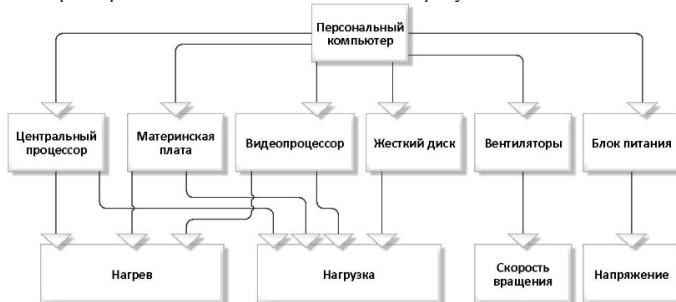 Персональный
компьютер
Центральный
процессор
Материнская
плата
Видеопроцессор
Жесткий диск
Вентиляторы
Блок питания
Нагрев
Нагрузка
Скорость
вращения
Напряжение